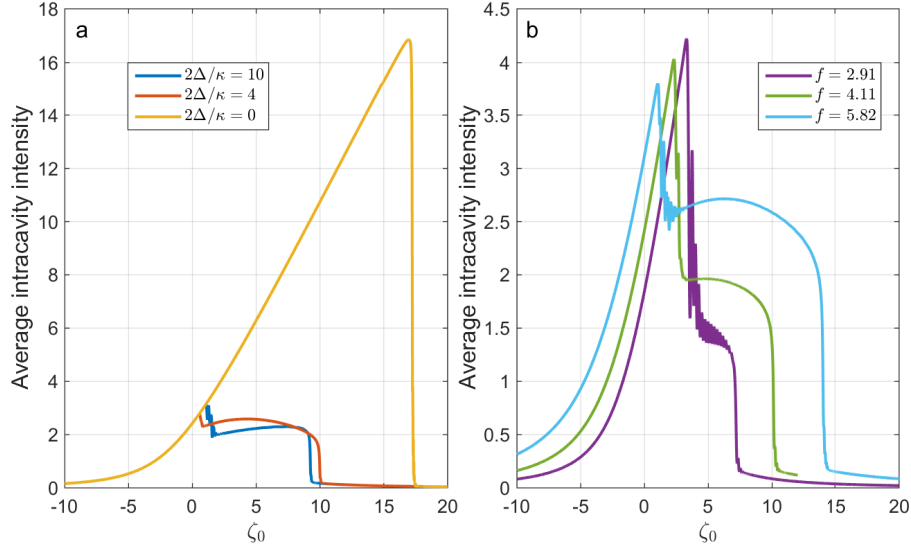 a
Average intracavity intensity
18
16
14
12
10
8
6
4
2
0
2Δ/κ = 10
2Δ/κ = 4
2Δ/κ = 0
-10 -5 0 5 10 15 20
ζ₀
b
Average intracavity intensity
4.5
4
3.5
3
2.5
2
1.5
1
0.5
0
f = 2.91
f = 4.11
f = 5.82
-10 -5 0 5 10 15 20
ζ₀